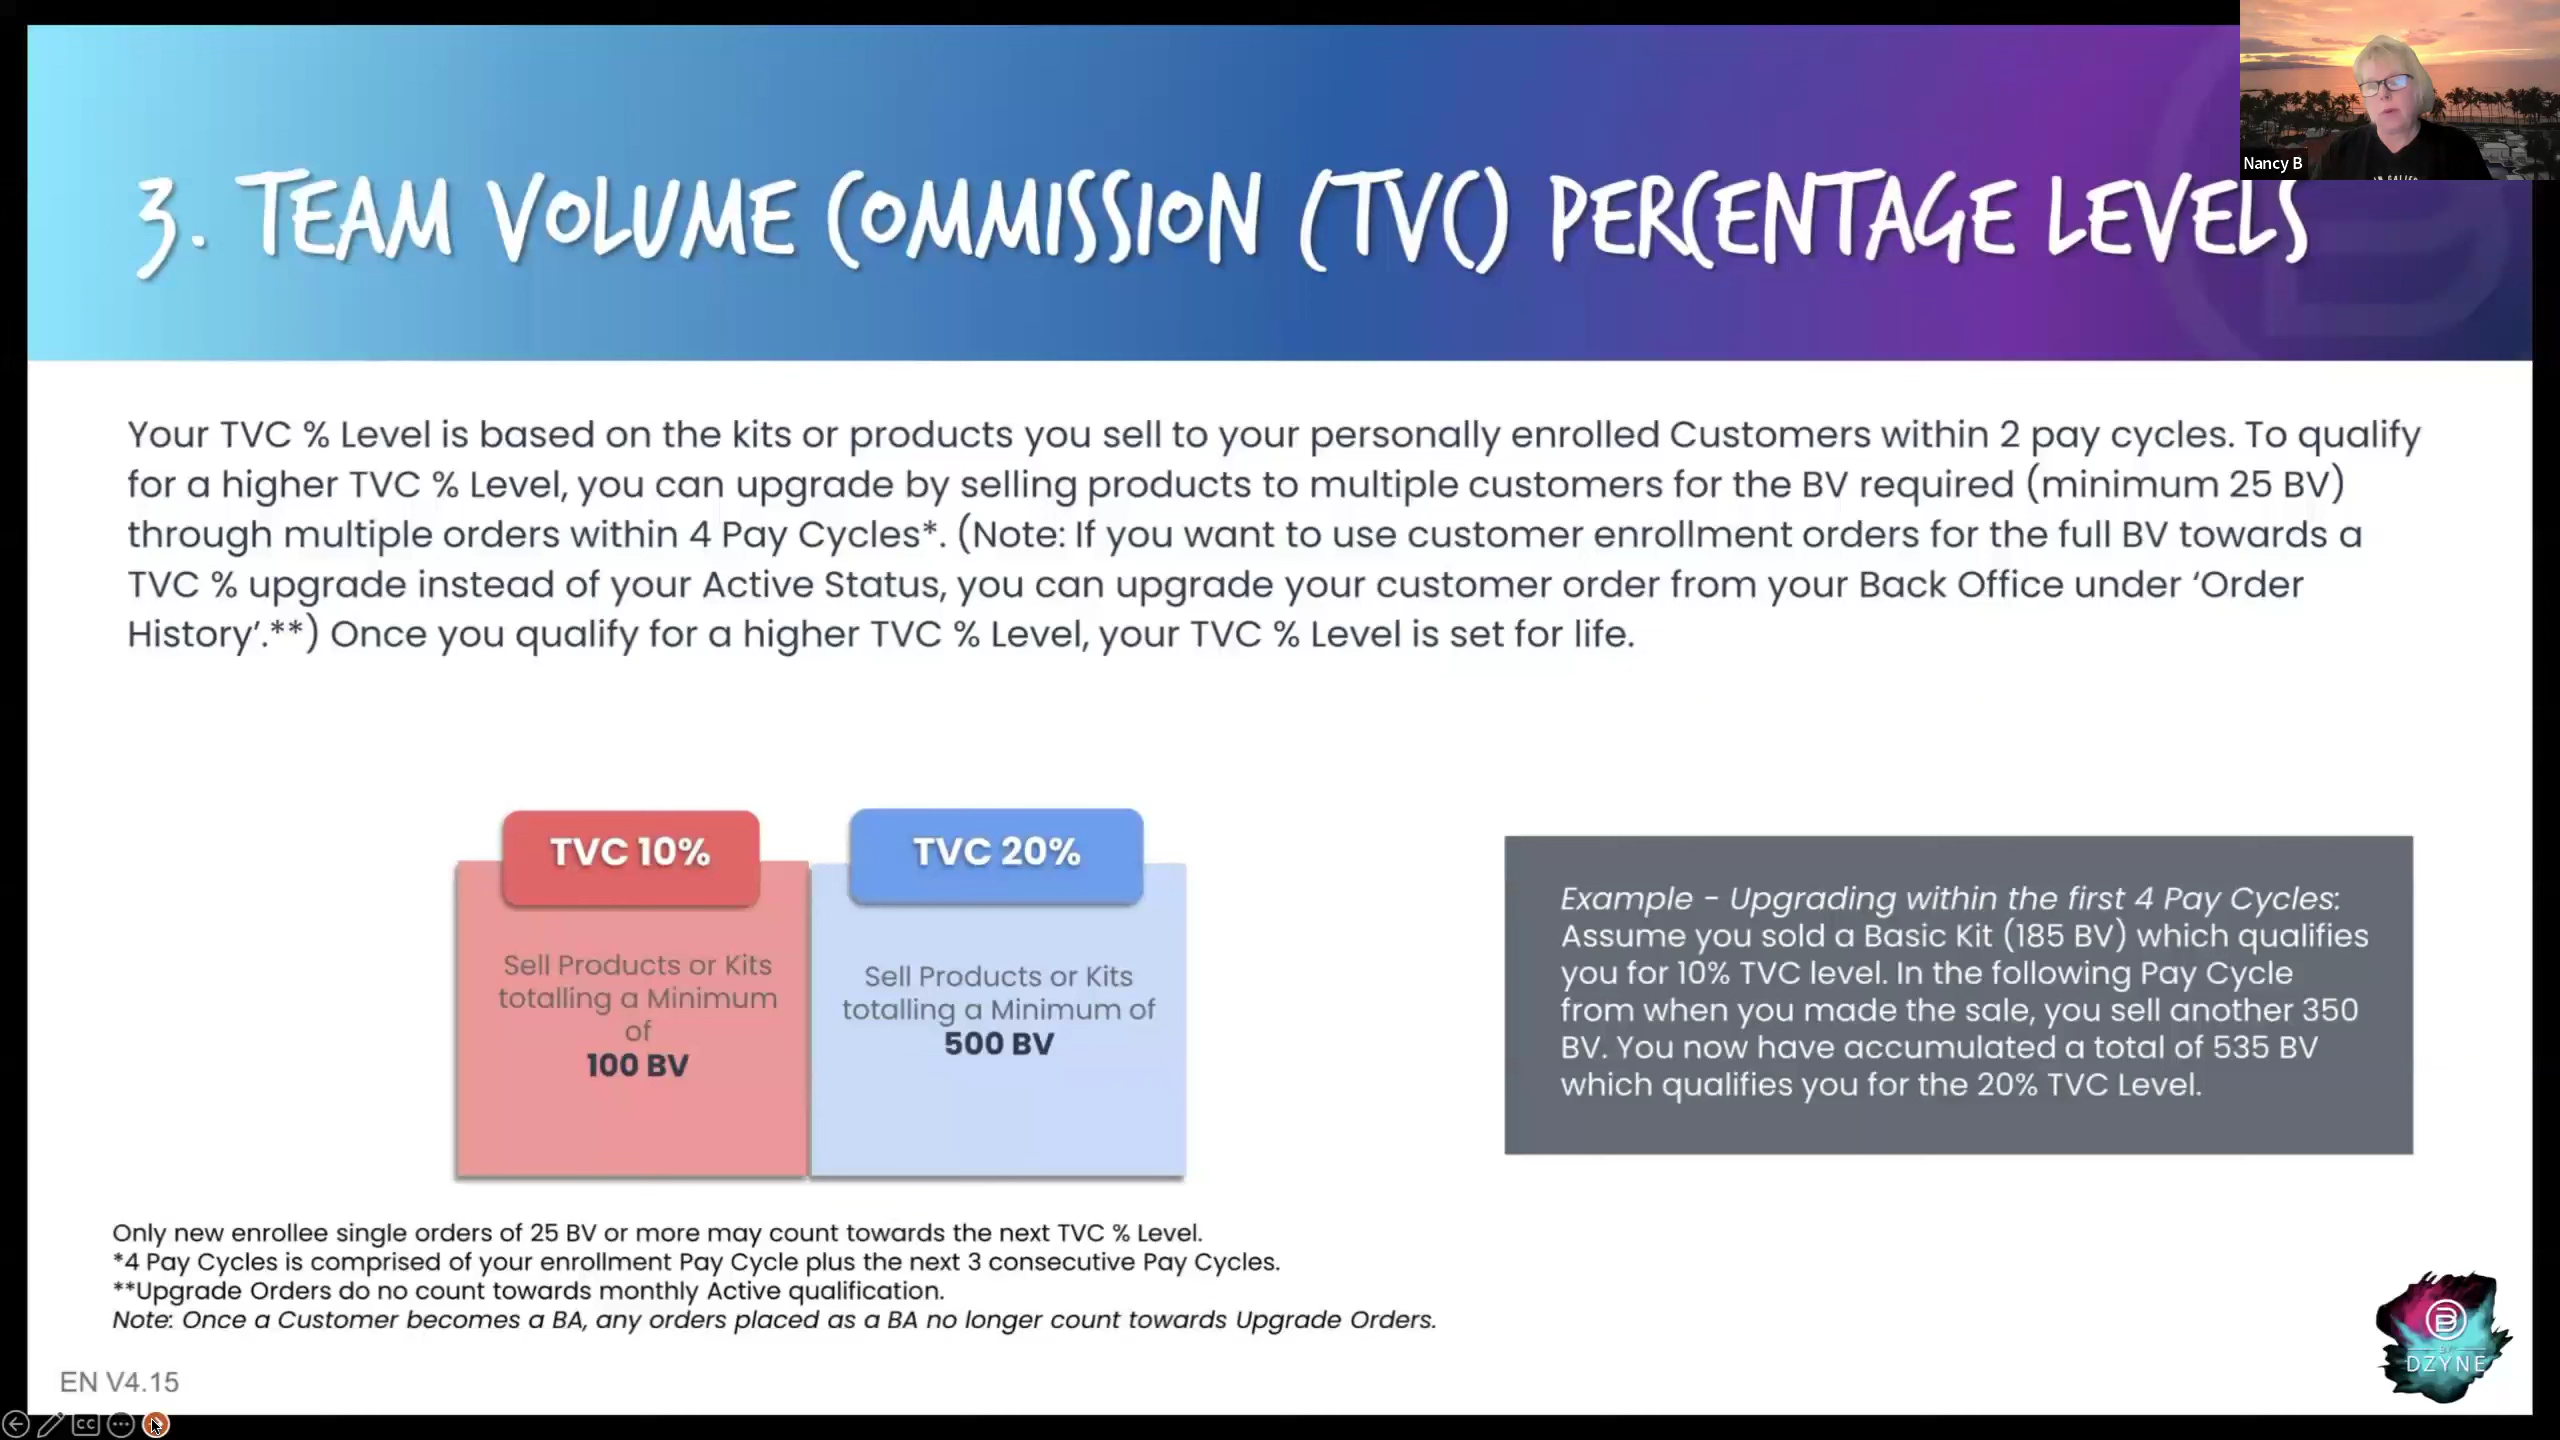 Nancy B
3. TEAM VOLUME COMMISSION (TVC) PERCENTAGE LEVELS
Your TVC % Level is based on the kits or products you sell to your personally enrolled Customers within 2 pay cycles. To qualify
for a higher TVC % Level, you can upgrade by selling products to multiple customers for the BV required (minimum 25 BV)
through multiple orders within 4 Pay Cycles*. (Note: If you want to use customer enrollment orders for the full BV towards a
TVC % upgrade instead of your Active Status, you can upgrade your customer order from your Back Office under ‘Order
History’.**) Once you qualify for a higher TVC % Level, your TVC % Level is set for life.
TVC 10%
Sell Products or Kits
totalling a Minimum
of
100 BV
TVC 20%
Sell Products or Kits
totalling a Minimum of
500 BV
Example - Upgrading within the first 4 Pay Cycles:
Assume you sold a Basic Kit (185 BV) which qualifies
you for 10% TVC level. In the following Pay Cycle
from when you made the sale, you sell another 350
BV. You now have accumulated a total of 535 BV
which qualifies you for the 20% TVC Level.
Only new enrollee single orders of 25 BV or more may count towards the next TVC % Level.
*4 Pay Cycles is comprised of your enrollment Pay Cycle plus the next 3 consecutive Pay Cycles.
**Upgrade Orders do no count towards monthly Active qualification.
Note: Once a Customer becomes a BA, any orders placed as a BA no longer count towards Upgrade Orders.
BY
DZYNE
EN V4.15
CC